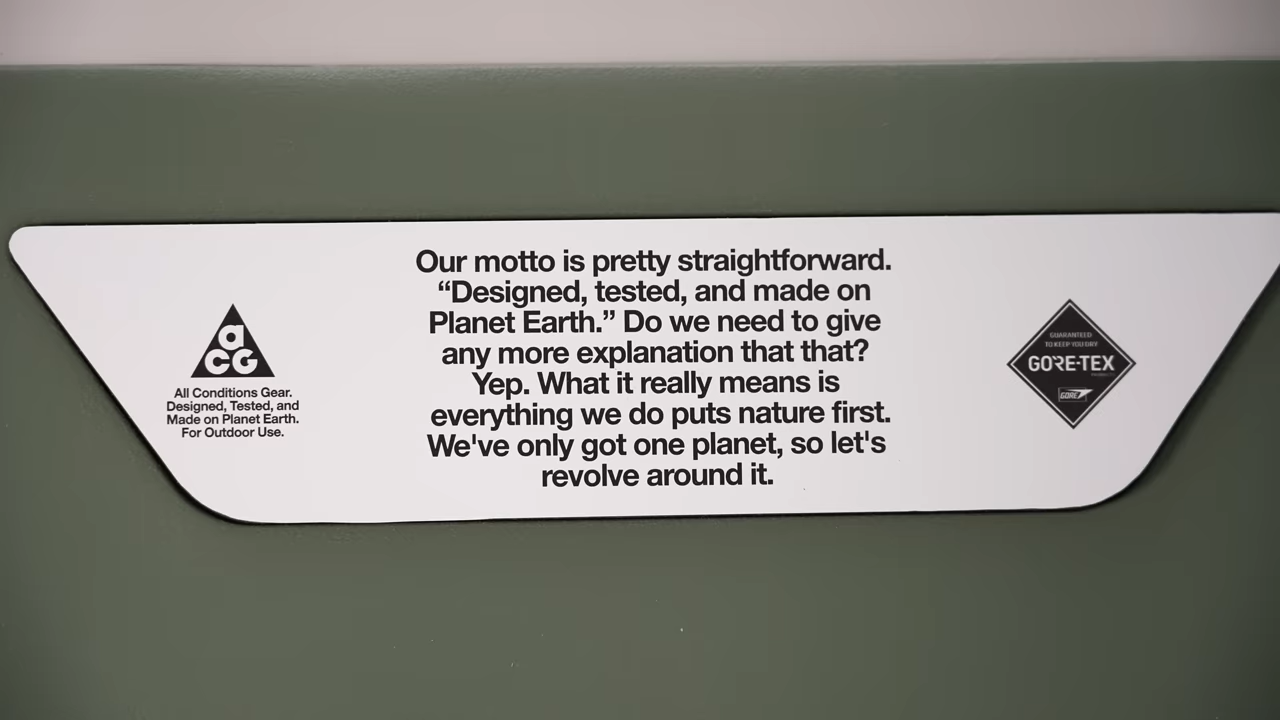 Our motto is pretty straightforward.
“Designed, tested, and made on
Planet Earth.” Do we need to give
any more explanation that that?
Yep. What it really means is
everything we do puts nature first.
We've only got one planet, so let's
revolve around it.
aCG
All Conditions Gear.
Designed, Tested, and
Made on Planet Earth.
For Outdoor Use.
GUARANTEED
TO KEEP YOU DRY
GORE-TEX
GORE